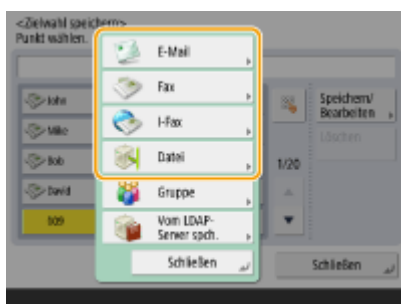 <Zielwahl speichern>
Punkt wählen.
E-Mail
Fax
I-Fax
Datei
Gruppe
Vom LDAP-
Server spch.
Schließen
John
Mike
Bob
David
509
Speichern/
Bearbeiten
Löschen
1/20
Schließen